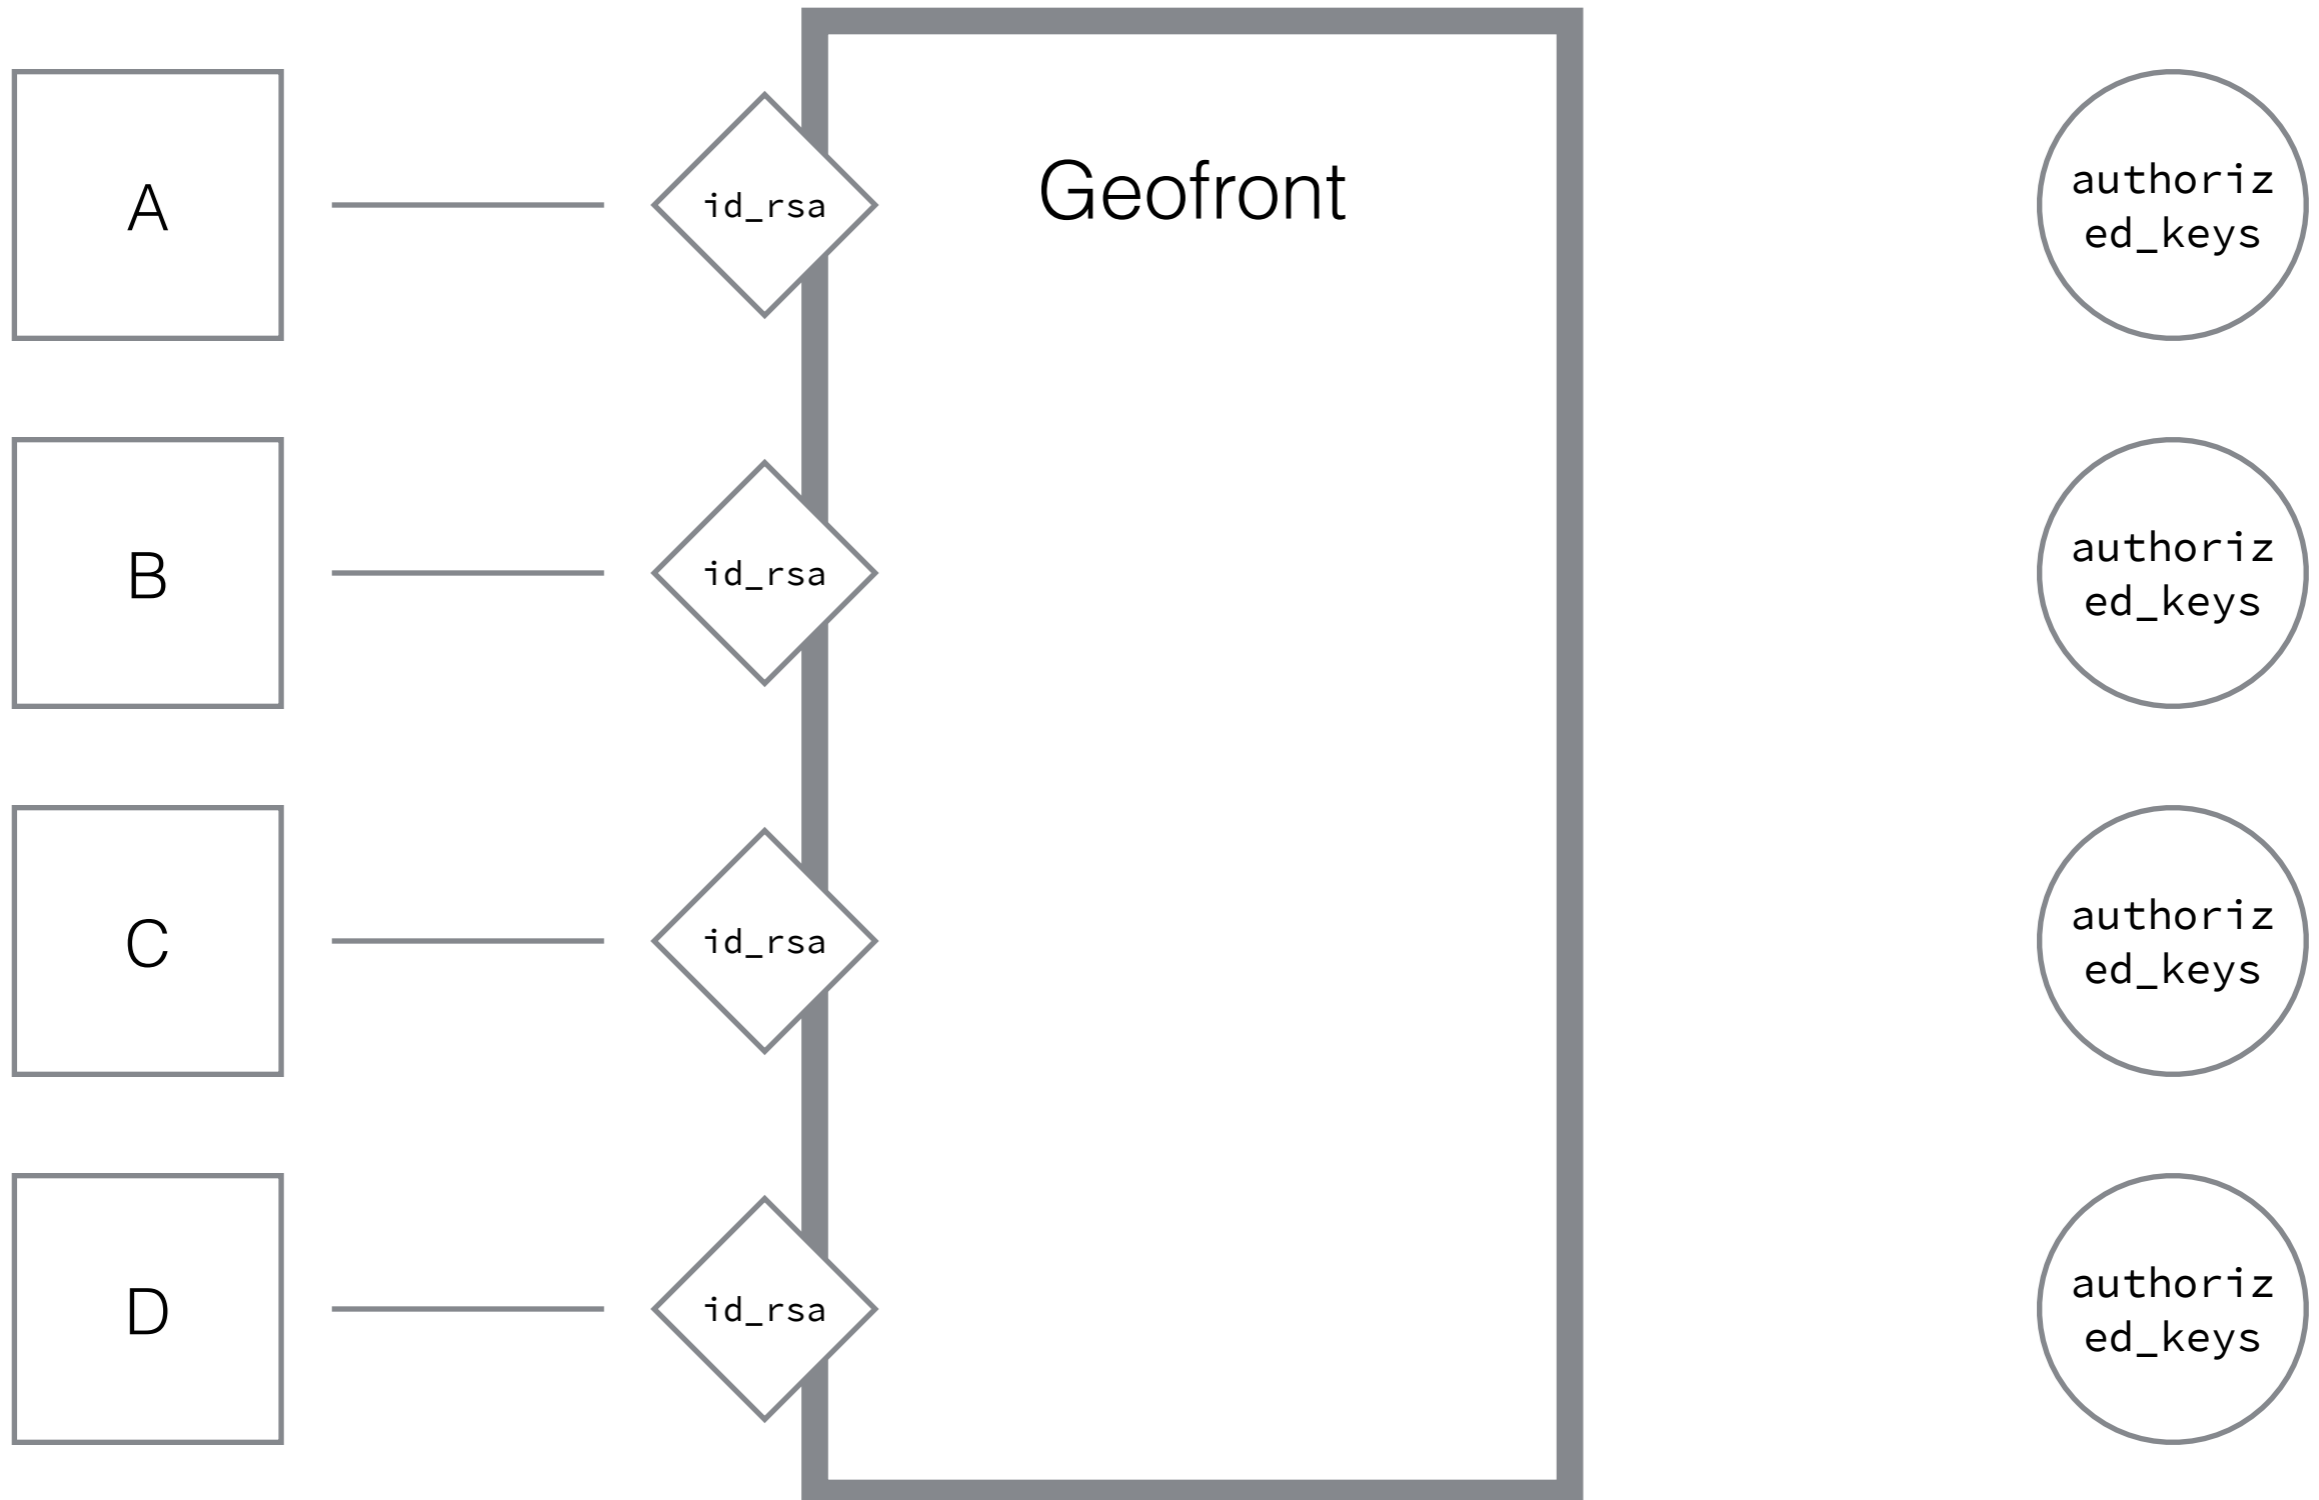 A
id_rsa
Geofront
authoriz
ed_keys
B
id_rsa
authoriz
ed_keys
C
id_rsa
authoriz
ed_keys
D
id_rsa
authoriz
ed_keys